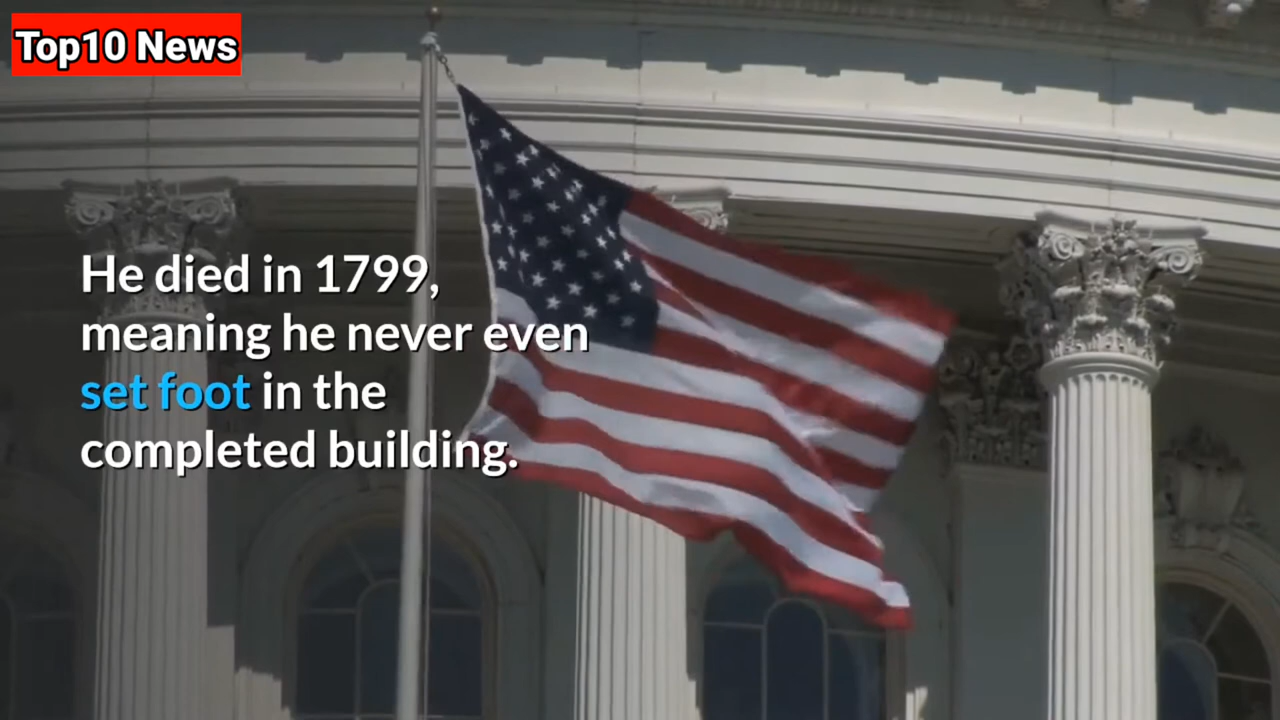 Top10 News
He died in 1799,
meaning he never even
set foot in the
completed building.